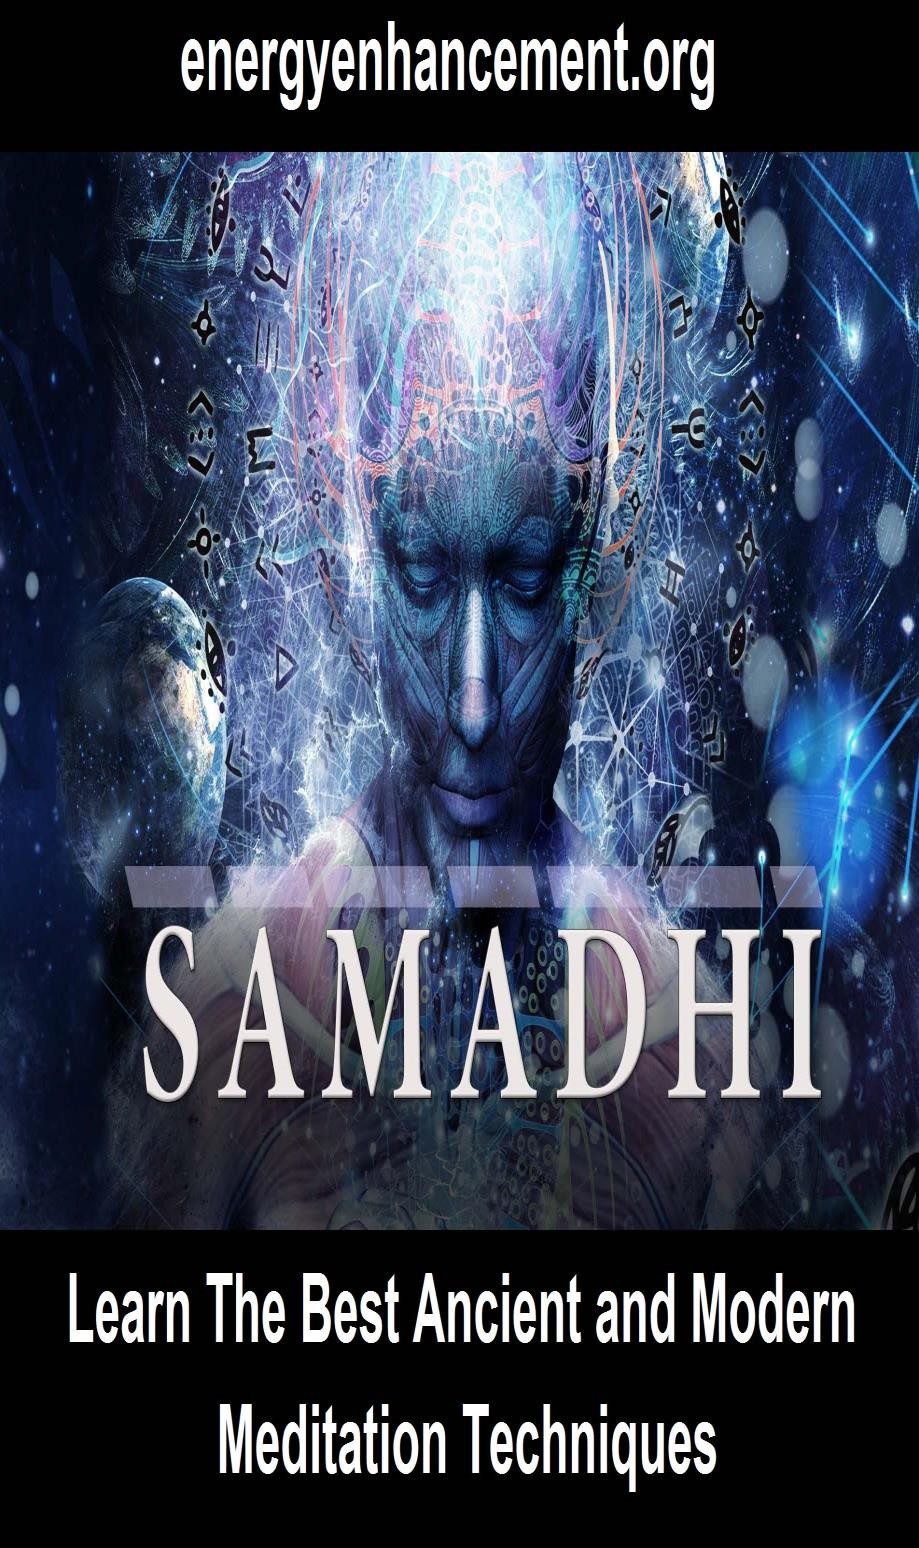 energyenhancement.org
SAMADHI
Learn The Best Ancient and Modern
Meditation Techniques